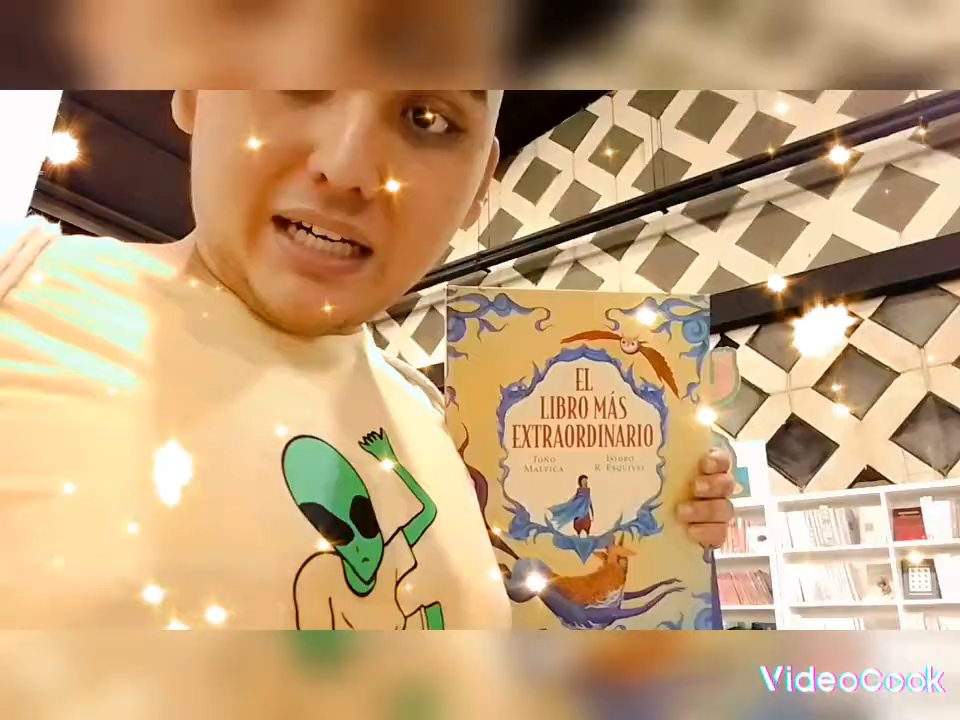 EL
LIBRO MÁS
EXTRAORDINARIO
TOÑO MALPICA
ISIDRO R. ESQUIVEL
VideoCook